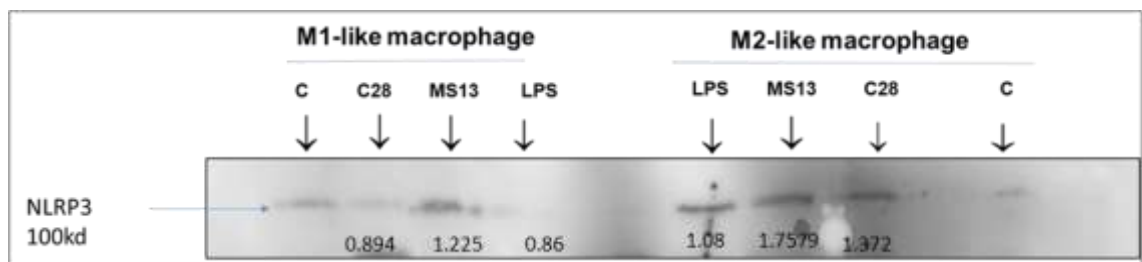 M1-like macrophage M2-like macrophage
C C28 MS13 LPS LPS MS13 C28 C
NLRP3
100kd
0.894 1.225 0.86 1.08 1.7579 1.372